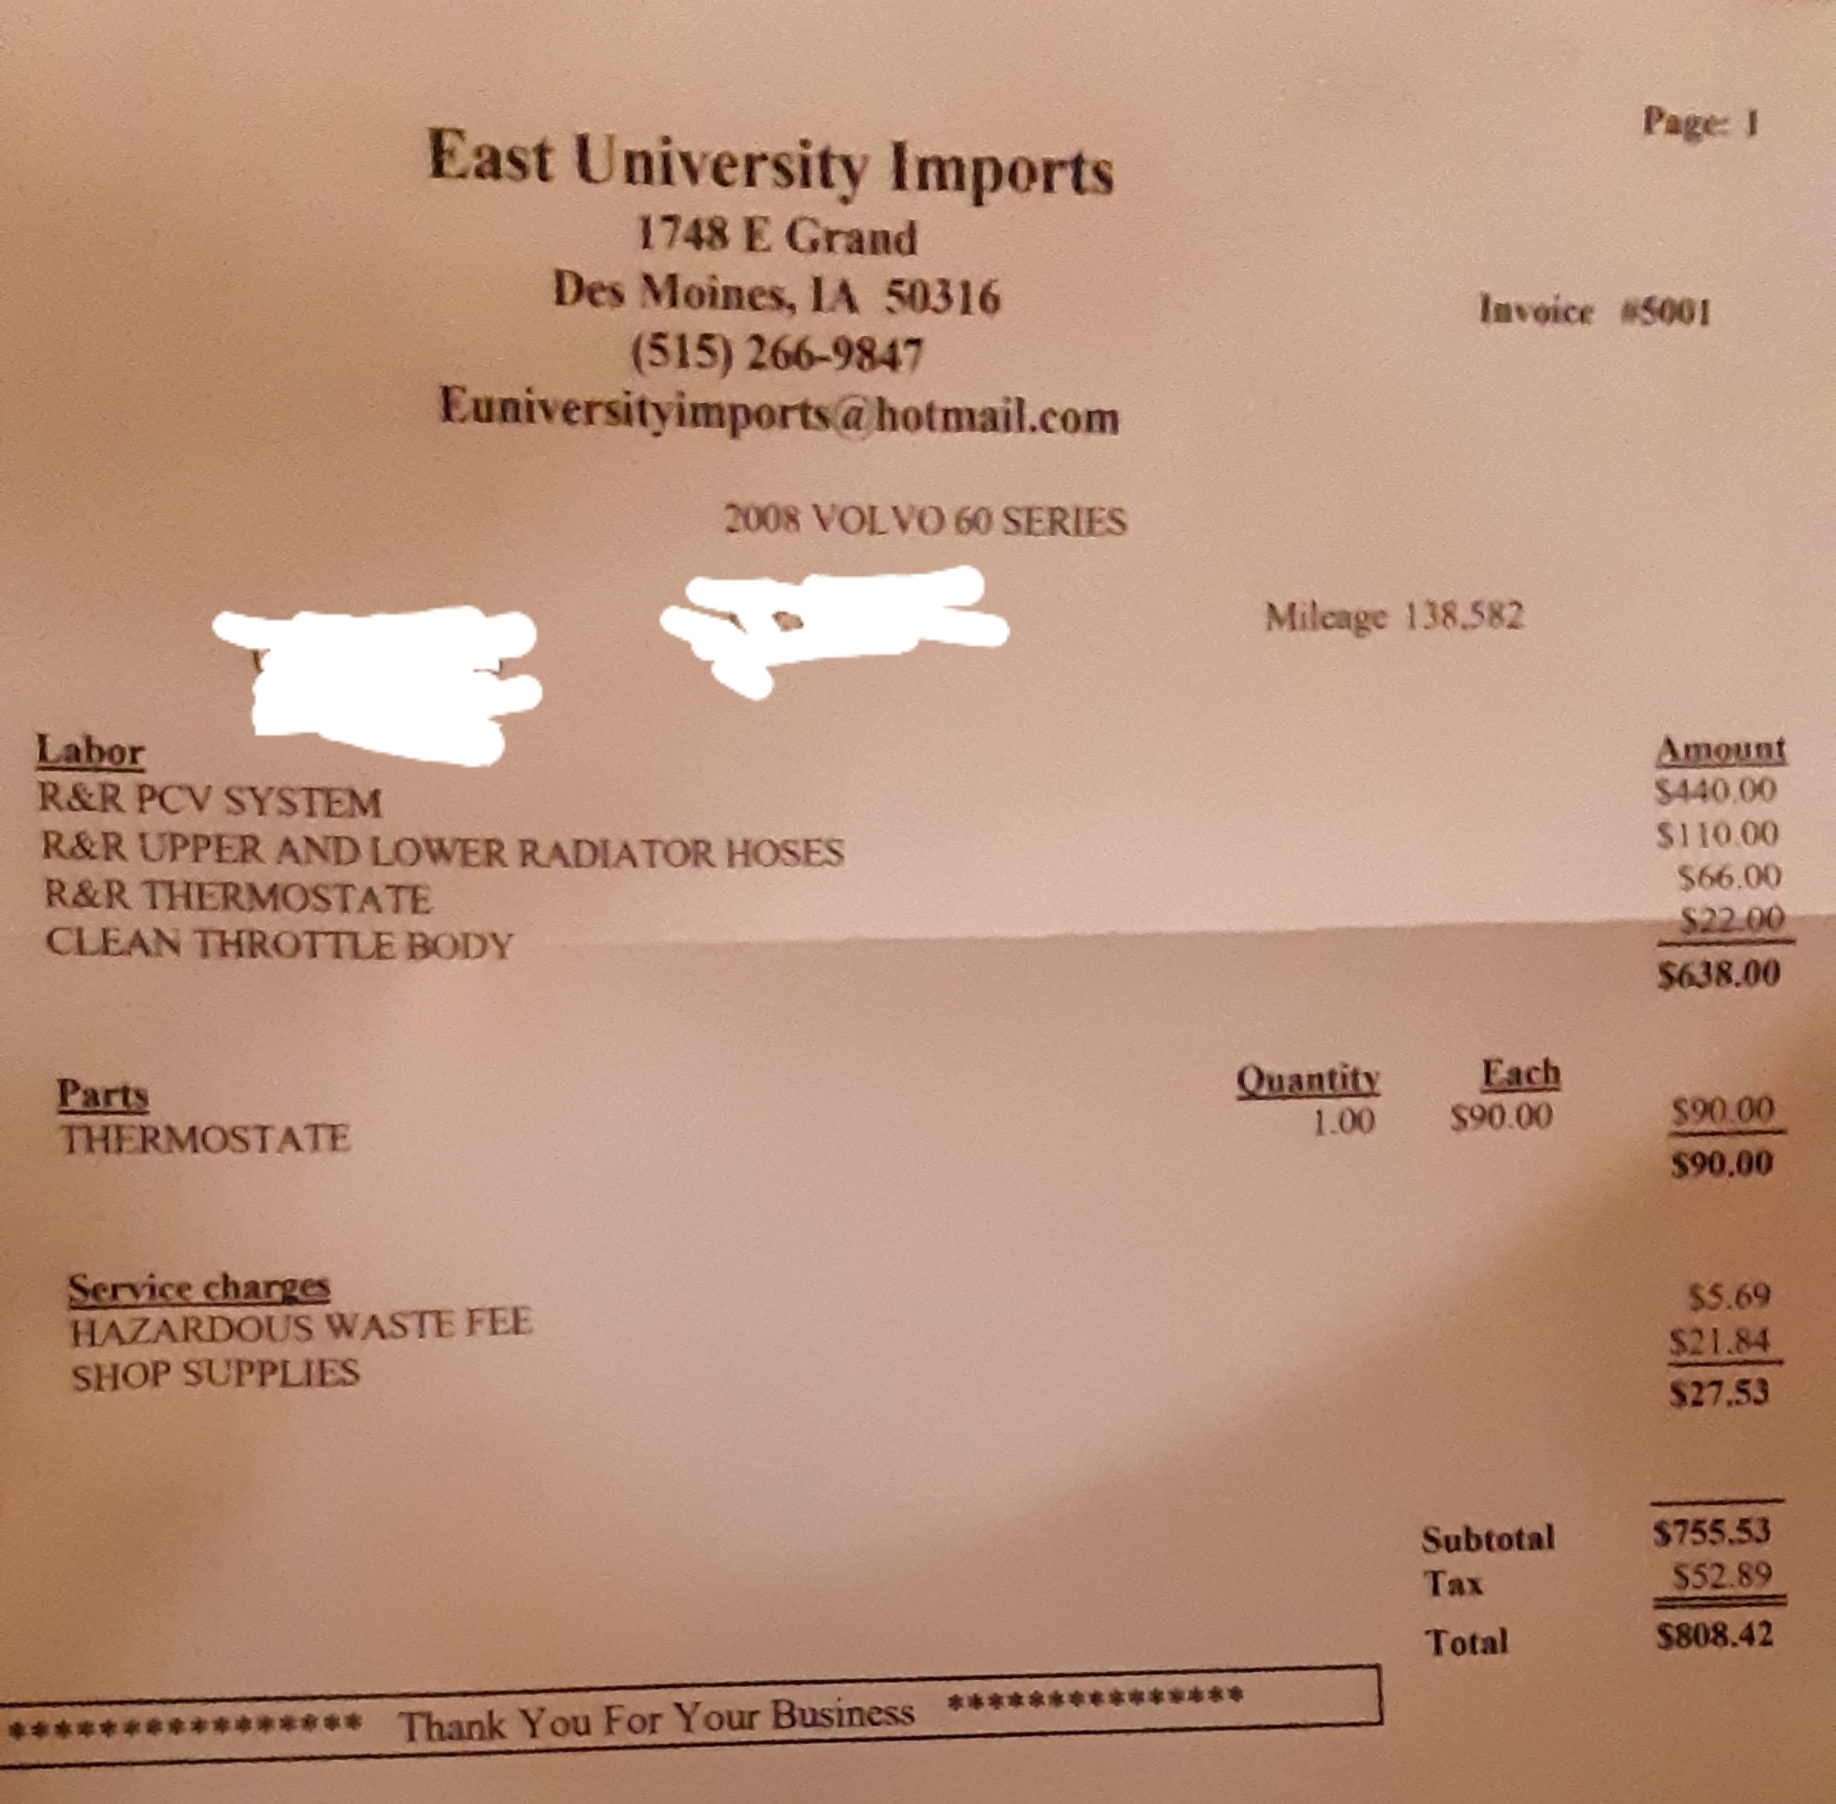 Page: 1
East University Imports
1748 E Grand
Des Moines, IA 50316
(515) 266-9847
Euniversityimports@hotmail.com
Invoice #5001
2008 VOLVO 60 SERIES
Mileage 138,582
Labor Amount
R&R PCV SYSTEM $440.00
R&R UPPER AND LOWER RADIATOR HOSES $110.00
R&R THERMOSTATE $66.00
CLEAN THROTTLE BODY $22.00
$638.00
Parts Quantity Each
THERMOSTATE 1.00 $90.00 $90.00
$90.00
Service charges
HAZARDOUS WASTE FEE $5.69
SHOP SUPPLIES $21.84
$27.53
Subtotal $755.53
Tax $52.89
Total $808.42
**************** Thank You For Your Business ***************